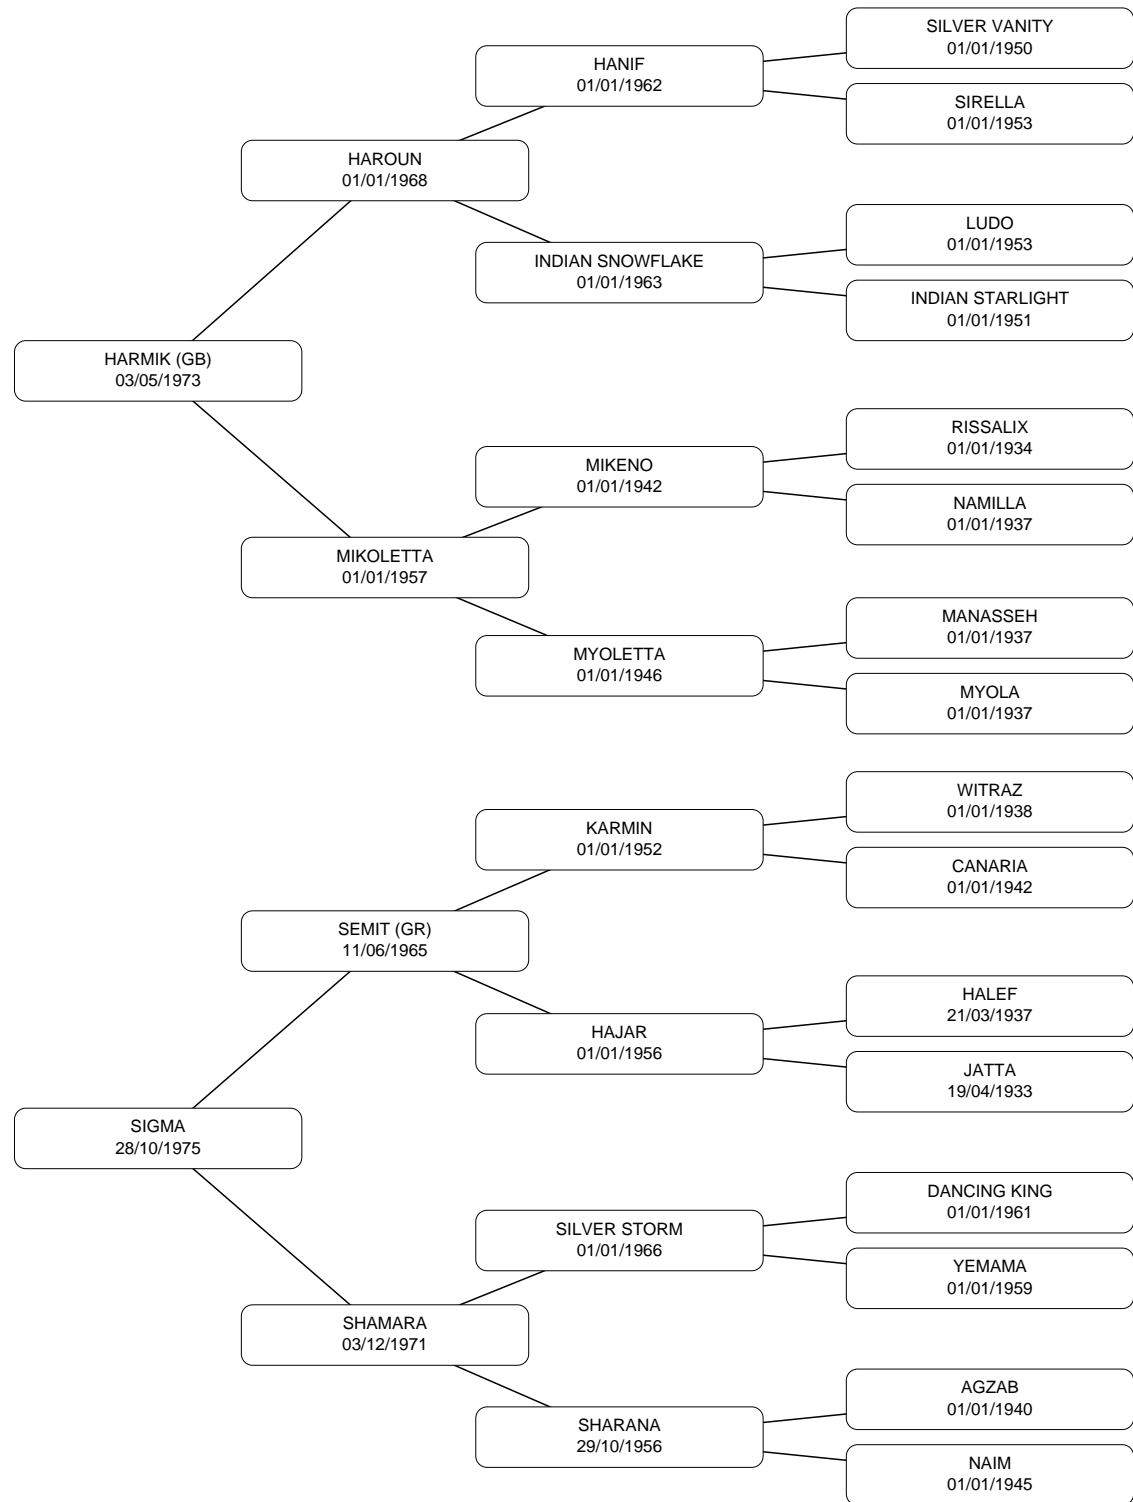 SILVER VANITY
01/01/1950
HANIF
01/01/1962
SIRELLA
01/01/1953
HAROUN
01/01/1968
LUDO
01/01/1953
INDIAN SNOWFLAKE
01/01/1963
INDIAN STARLIGHT
01/01/1951
HARMIK (GB)
03/05/1973
RISSALIX
01/01/1934
MIKENO
01/01/1942
NAMILLA
01/01/1937
MIKOLETTA
01/01/1957
MANASSEH
01/01/1937
MYOLETTA
01/01/1946
MYOLA
01/01/1937
WITRAZ
01/01/1938
KARMIN
01/01/1952
CANARIA
01/01/1942
SEMIT (GR)
11/06/1965
HALEF
21/03/1937
HAJAR
01/01/1956
JATTA
19/04/1933
SIGMA
28/10/1975
DANCING KING
01/01/1961
SILVER STORM
01/01/1966
YEMAMA
01/01/1959
SHAMARA
03/12/1971
AGZAB
01/01/1940
SHARANA
29/10/1956
NAIM
01/01/1945